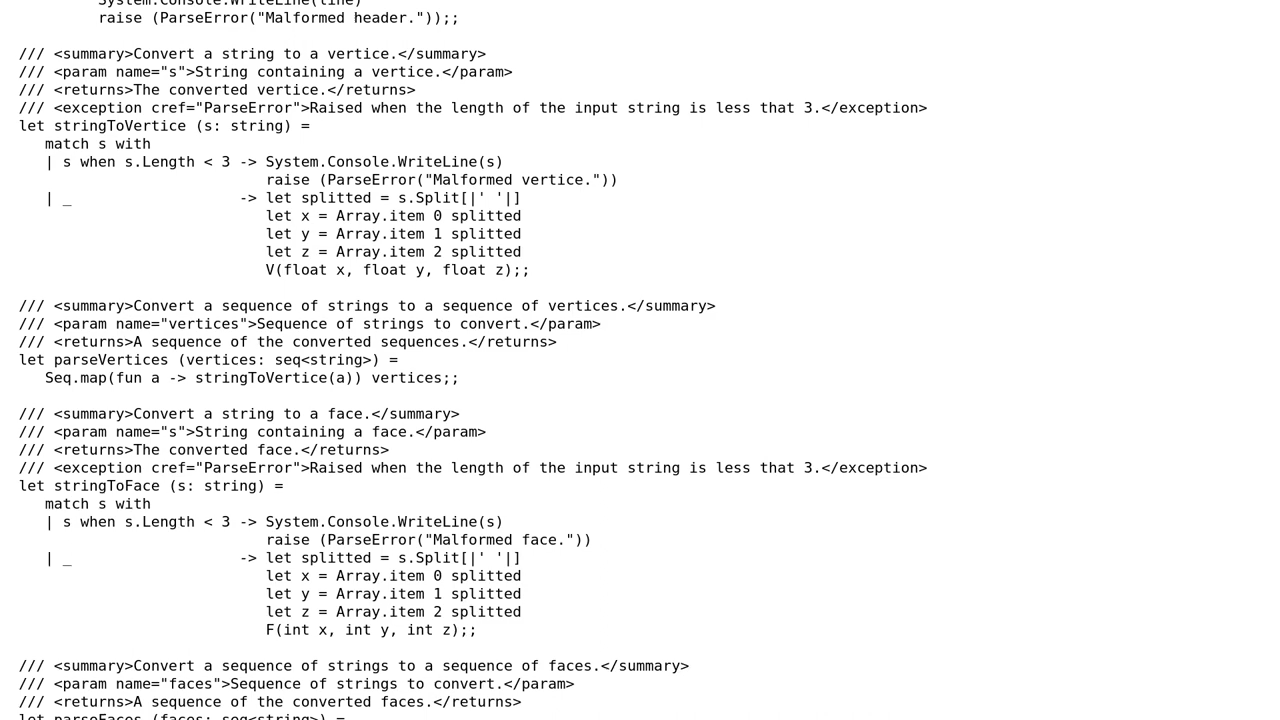 System.Console.WriteLine(line)
raise (ParseError("Malformed header."));;
/// <summary>Convert a string to a vertice.</summary>
/// <param name="s">String containing a vertice.</param>
/// <returns>The converted vertice.</returns>
/// <exception cref="ParseError">Raised when the length of the input string is less that 3.</exception>
let stringToVertice (s: string) =
   match s with
   | s when s.Length < 3 -> System.Console.WriteLine(s)
                            raise (ParseError("Malformed vertice."))
   | _                   -> let splitted = s.Split[|' '|]
                            let x = Array.item 0 splitted
                            let y = Array.item 1 splitted
                            let z = Array.item 2 splitted
                            V(float x, float y, float z);;
/// <summary>Convert a sequence of strings to a sequence of vertices.</summary>
/// <param name="vertices">Sequence of strings to convert.</param>
/// <returns>A sequence of the converted sequences.</returns>
let parseVertices (vertices: seq<string>) =
   Seq.map(fun a -> stringToVertice(a)) vertices;;
/// <summary>Convert a string to a face.</summary>
/// <param name="s">String containing a face.</param>
/// <returns>The converted face.</returns>
/// <exception cref="ParseError">Raised when the length of the input string is less that 3.</exception>
let stringToFace (s: string) =
   match s with
   | s when s.Length < 3 -> System.Console.WriteLine(s)
                            raise (ParseError("Malformed face."))
   | _                   -> let splitted = s.Split[|' '|]
                            let x = Array.item 0 splitted
                            let y = Array.item 1 splitted
                            let z = Array.item 2 splitted
                            F(int x, int y, int z);;
/// <summary>Convert a sequence of strings to a sequence of faces.</summary>
/// <param name="faces">Sequence of strings to convert.</param>
/// <returns>A sequence of the converted faces.</returns>
let parseFaces (faces: seq<string>) =